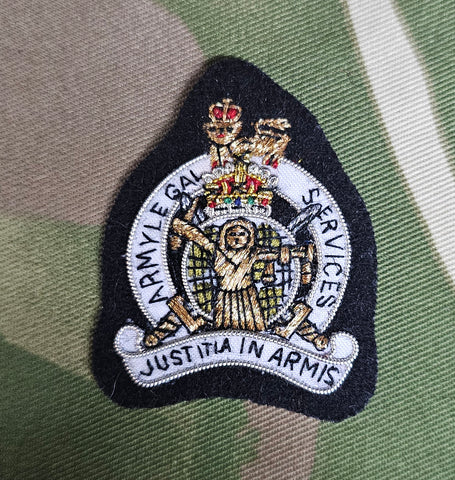 ARMY LEGAL SERVICES
JUSTITIA IN ARMIS